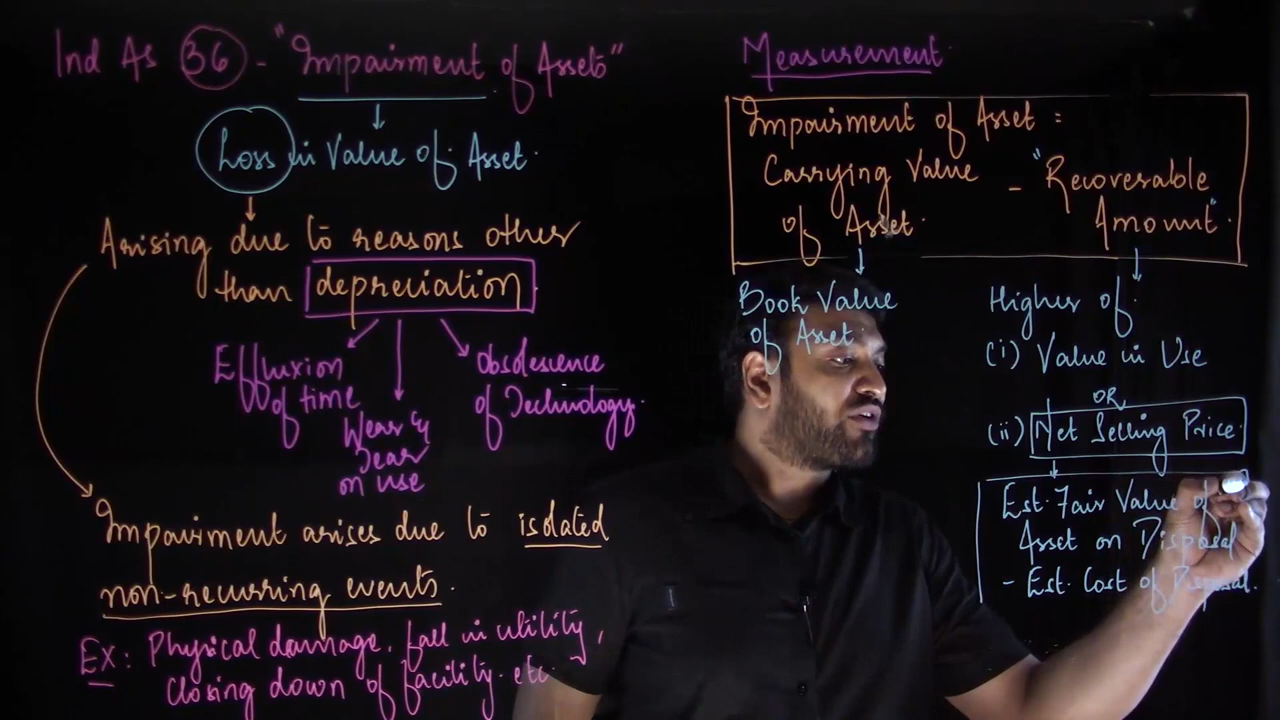 Ind As 36 - "Impairment of Assets"
Loss in Value of Asset.
Arising due to reasons other
than depreciation.
Effluxion
of time
Wear &
Tear
on use
Obsolescence
of Technology.
Impairment arises due to isolated
non-recurring events.
Ex: Physical damage, fall in utility,
closing down of facility. etc
Measurement.
Impairment of Asset =
Carrying Value - "Recoverable
of Asset. Amount"
Book Value
of Asset.
Higher of.
(i) Value in Use
OR
(ii) Net Selling Price
Est. Fair Value of
Asset on Disposal
- Est. Cost of Disposal.